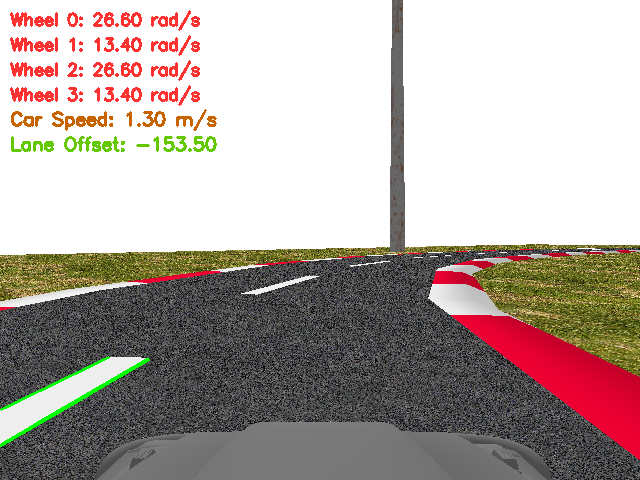 Wheel 0: 26.60 rad/s
Wheel 1: 13.40 rad/s
Wheel 2: 26.60 rad/s
Wheel 3: 13.40 rad/s
Car Speed: 1.30 m/s
Lane Offset: -153.50